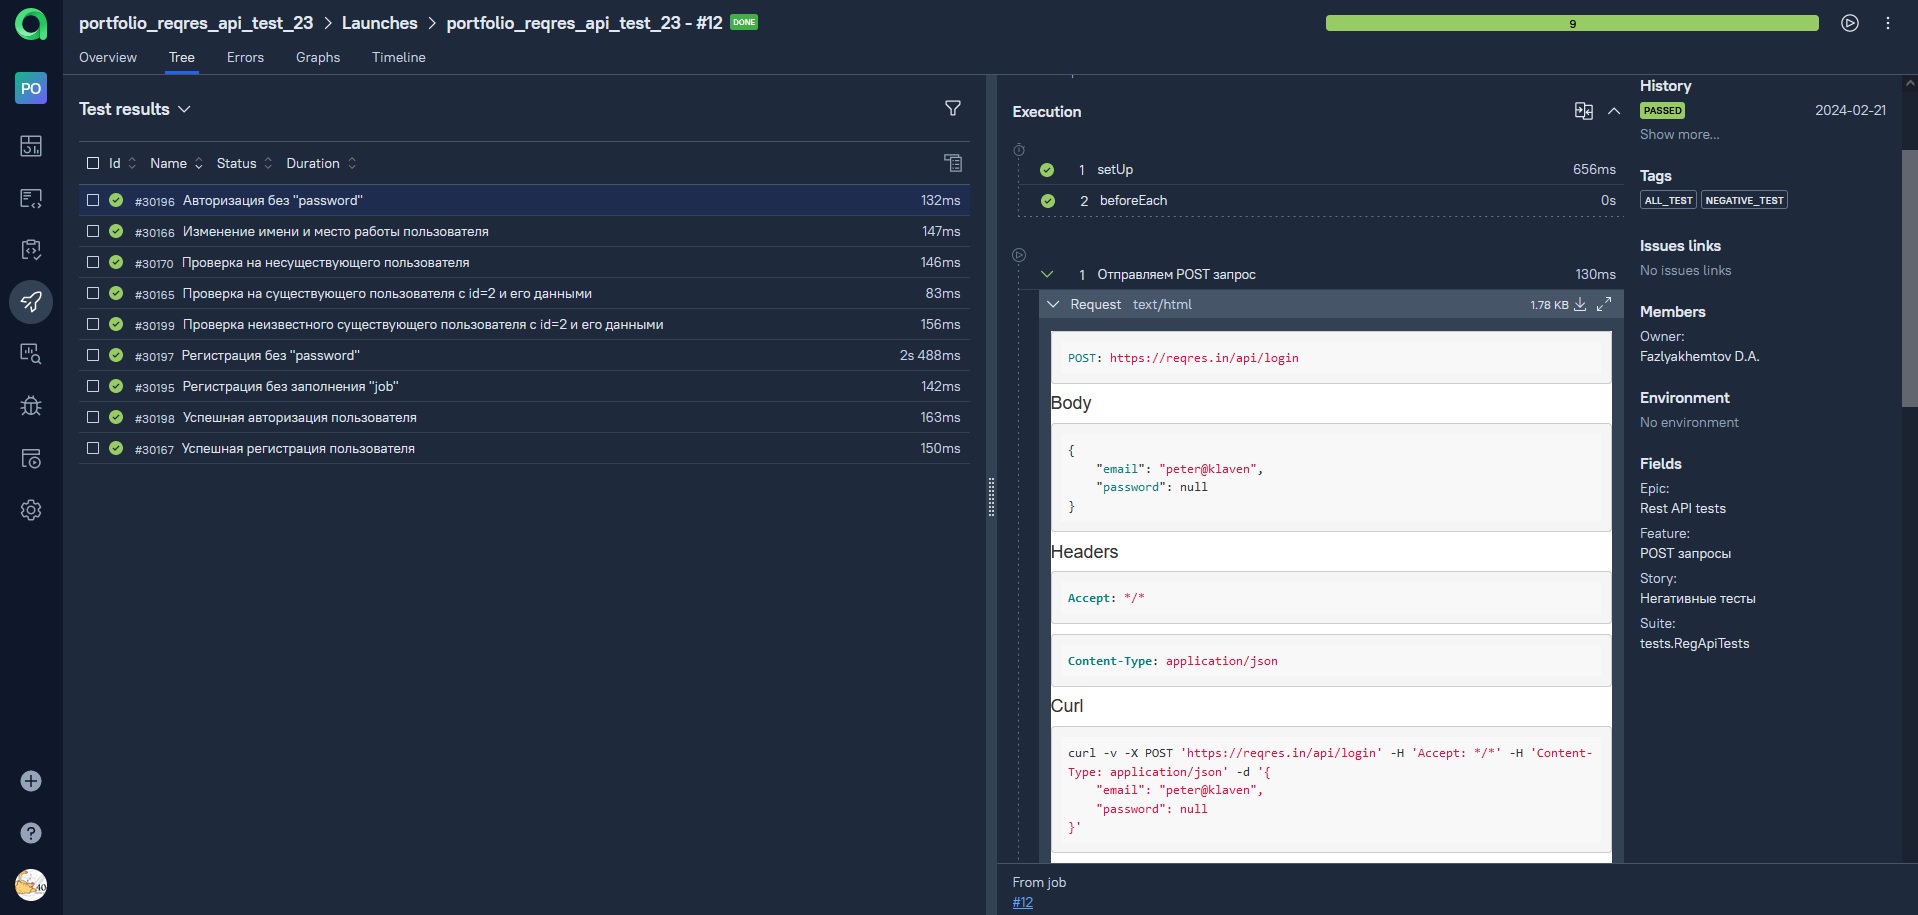 portfolio_reqres_api_test_23 > Launches > portfolio_reqres_api_test_23 - #12 DONE
9
Overview Tree Errors Graphs Timeline
PO
Test results
Id Name Status Duration
#30196 Авторизация без "password" 132ms
#30166 Изменение имени и место работы пользователя 147ms
#30170 Проверка на несуществующего пользователя 146ms
#30165 Проверка на существующего пользователя с id=2 и его данными 83ms
#30199 Проверка неизвестного существующего пользователя с id=2 и его данными 156ms
#30197 Регистрация без "password" 2s 488ms
#30195 Регистрация без заполнения "job" 142ms
#30198 Успешная авторизация пользователя 163ms
#30167 Успешная регистрация пользователя 150ms
Execution
1 setUp 656ms
2 beforeEach 0s
1 Отправляем POST запрос 130ms
Request text/html 1.78 KB
POST: https://reqres.in/api/login
Body
{
"email": "peter@klaven",
"password": null
}
Headers
Accept: */*
Content-Type: application/json
Curl
curl -v -X POST 'https://reqres.in/api/login' -H 'Accept: */*' -H 'Content-
Type: application/json' -d '{
"email": "peter@klaven",
"password": null
}'
From job
#12
History
PASSED 2024-02-21
Show more...
Tags
ALL_TEST NEGATIVE_TEST
Issues links
No issues links
Members
Owner:
Fazlyakhemtov D.A.
Environment
No environment
Fields
Epic:
Rest API tests
Feature:
POST запросы
Story:
Негативные тесты
Suite:
tests.RegApiTests